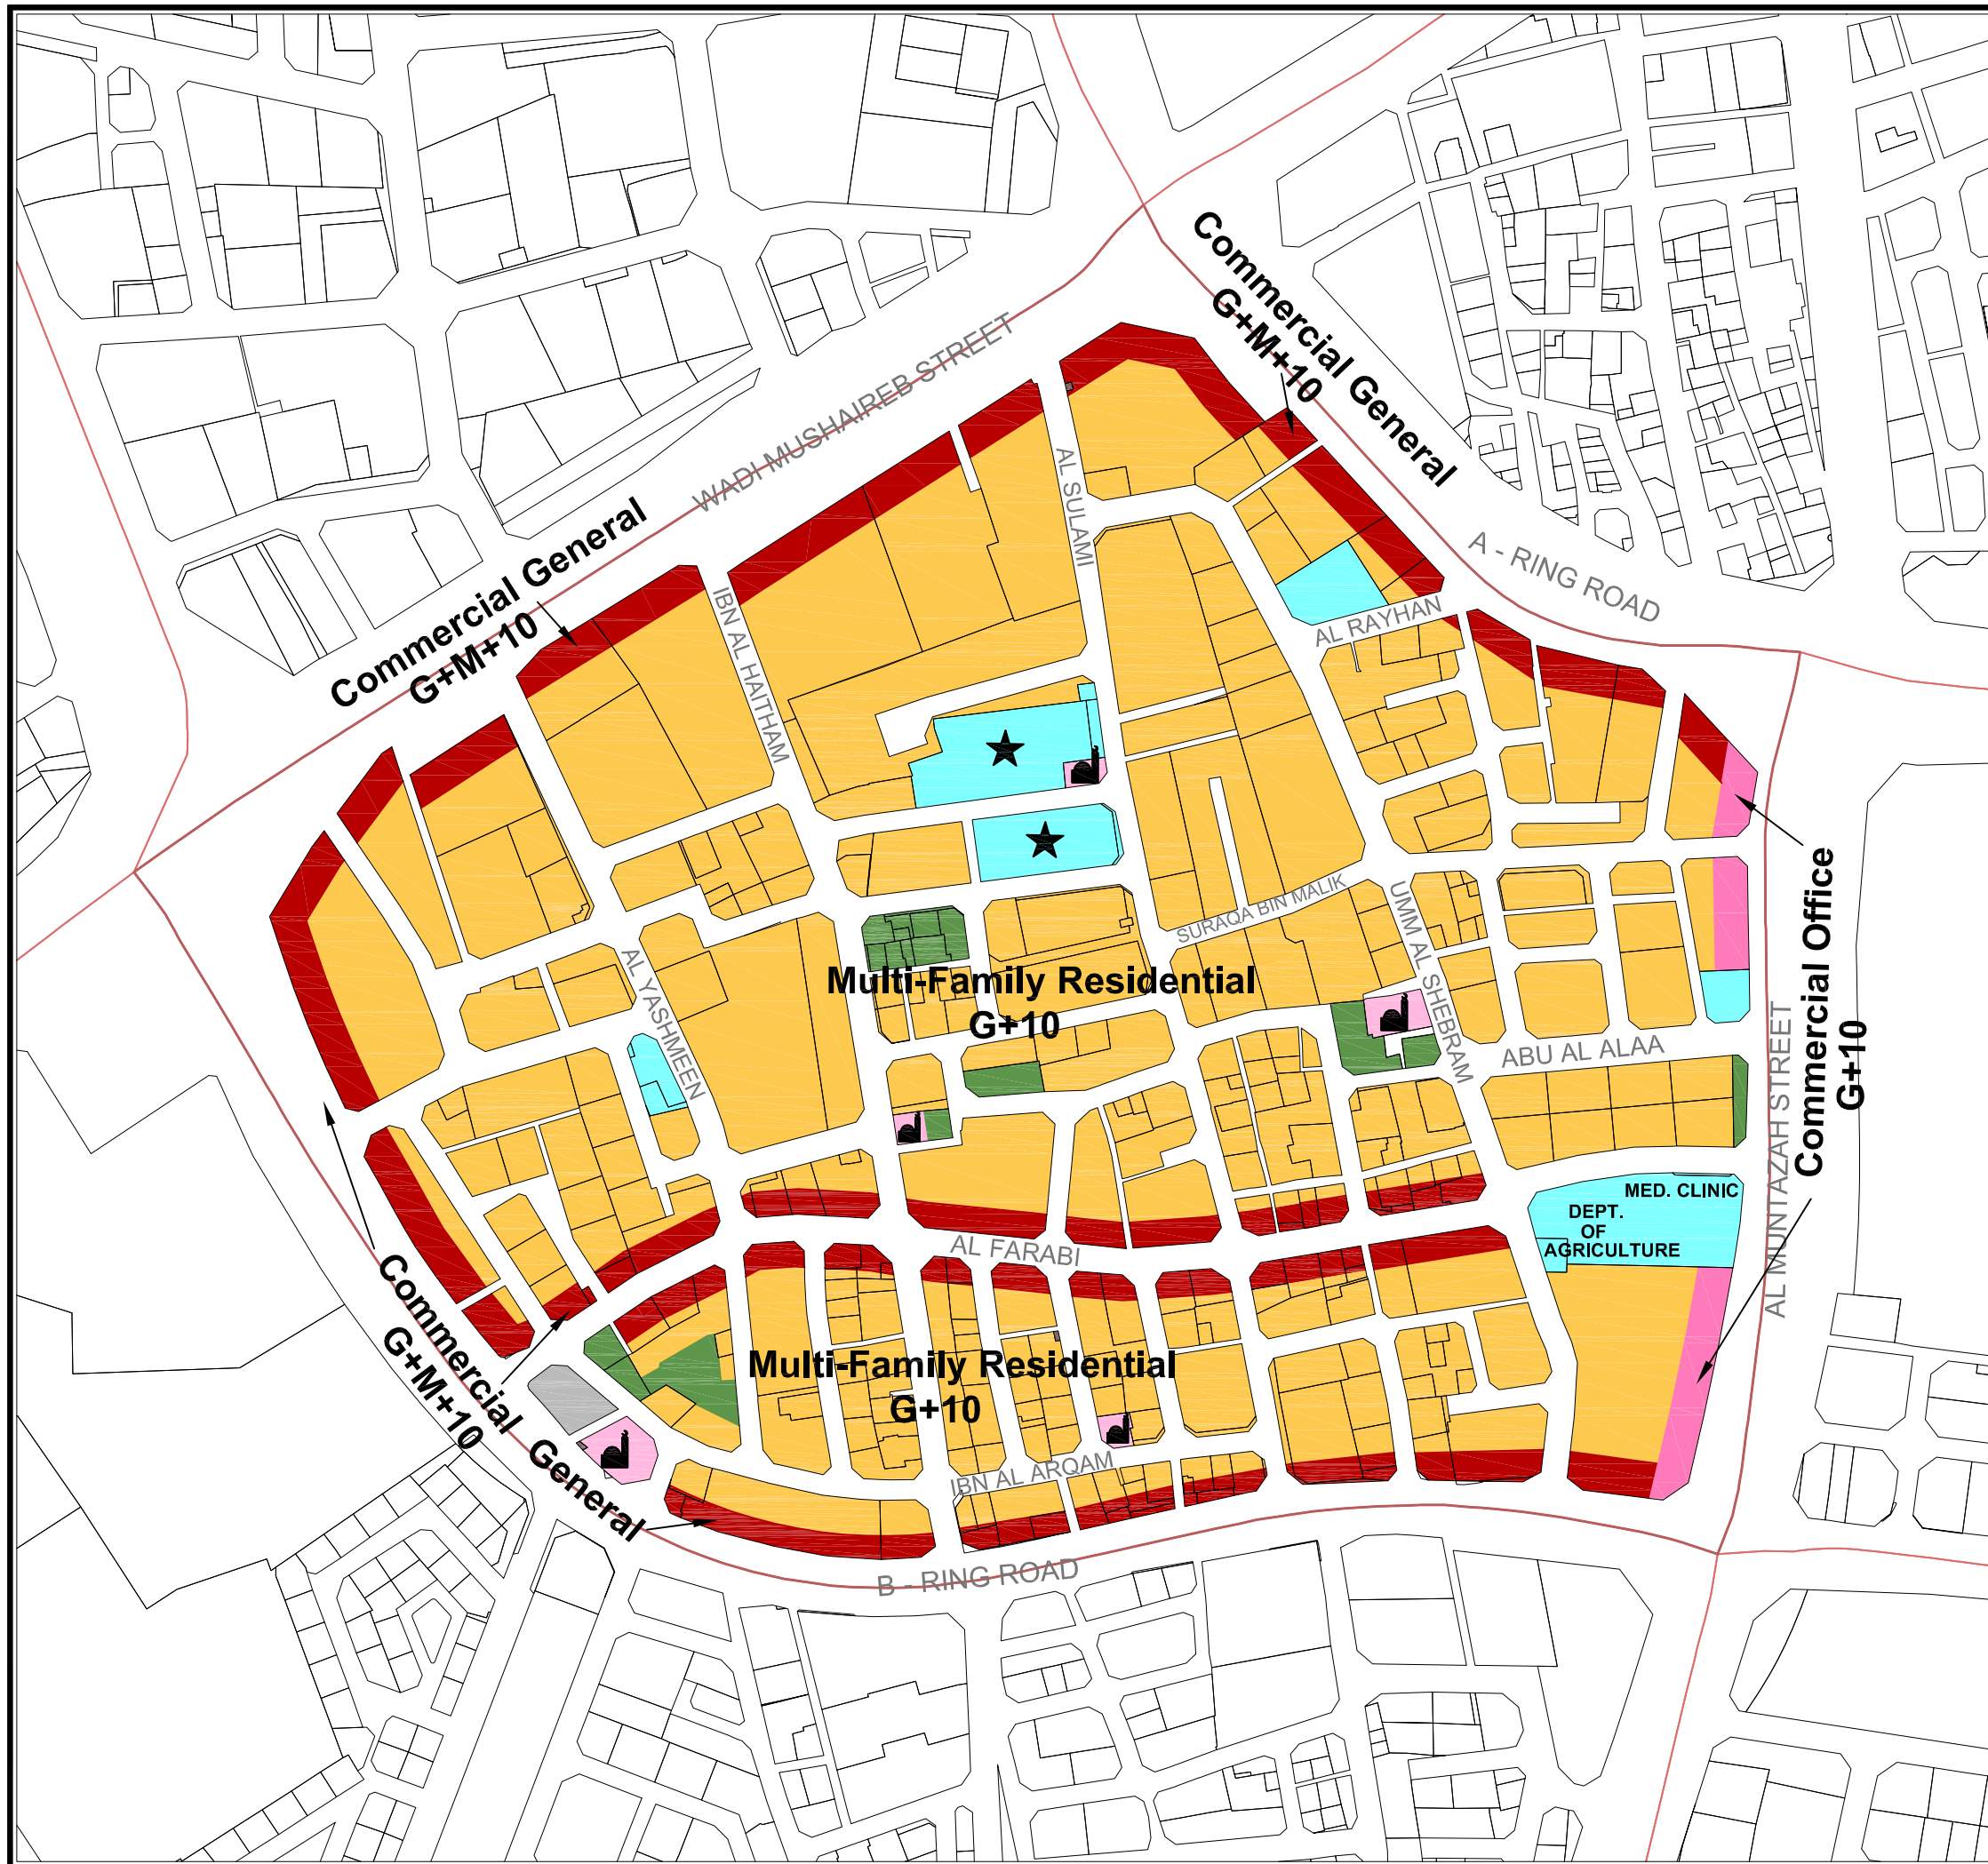 Commercial General
G+M+10
WADI MUSHAIREB STREET
Commercial General
G+M+10
A - RING ROAD
AL SULAMI
IBN AL HAITHAM
AL RAYHAN
SURAQA BIN MALIK
UMM AL SHEBRAM
AL YASHMEEN
Multi-Family Residential
G+10
ABU AL ALAA
Commercial Office
G+10
AL MUNTAZAH STREET
MED. CLINIC
DEPT.
OF
AGRICULTURE
AL FARABI
Commercial General
G+M+10
Multi-Family Residential
G+10
IBN AL ARQAM
B - RING ROAD